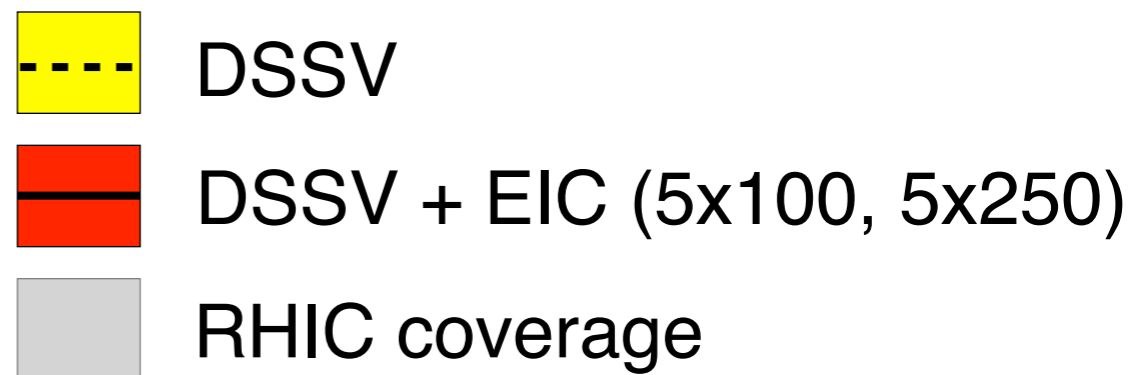 DSSV
DSSV + EIC (5x100, 5x250)
RHIC coverage